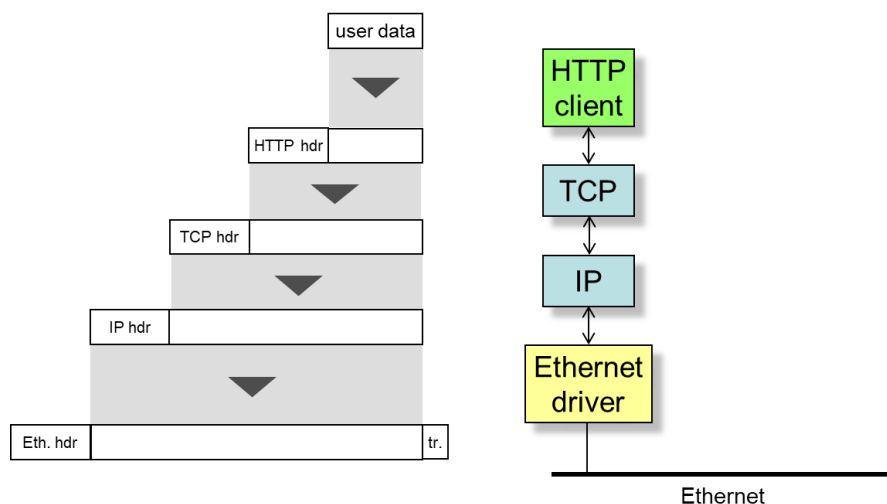 user data
HTTP hdr
TCP hdr
IP hdr
Eth. hdr
tr.
HTTP
client
TCP
IP
Ethernet
driver
Ethernet